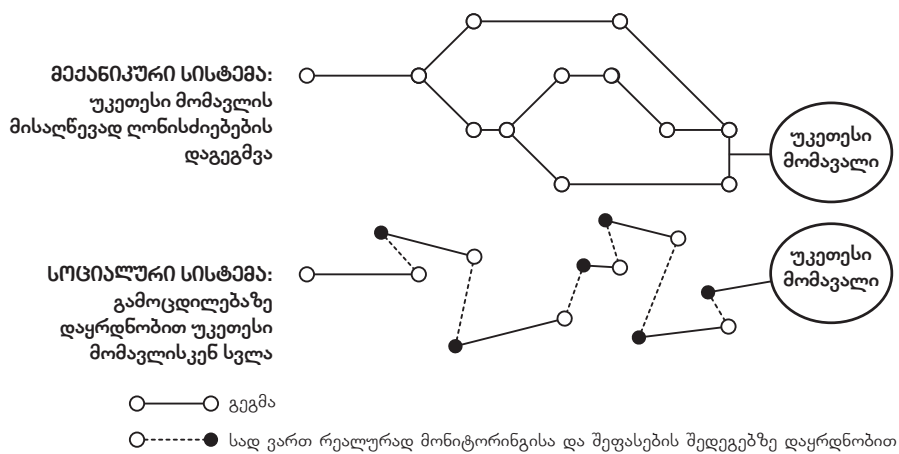 მექანიკური სისტემა:
უკეთესი მომავლის
მისაღწევად ღონისძიებების
დაგეგმვა
უკეთესი
მომავალი
სოციალური სისტემა:
გამოცდილებაზე
დაყრდნობით უკეთესი
მომავლისკენ სვლა
უკეთესი
მომავალი
გეგმა
სად ვართ რეალურად მონიტორინგისა და შეფასების შედეგებზე დაყრდნობით